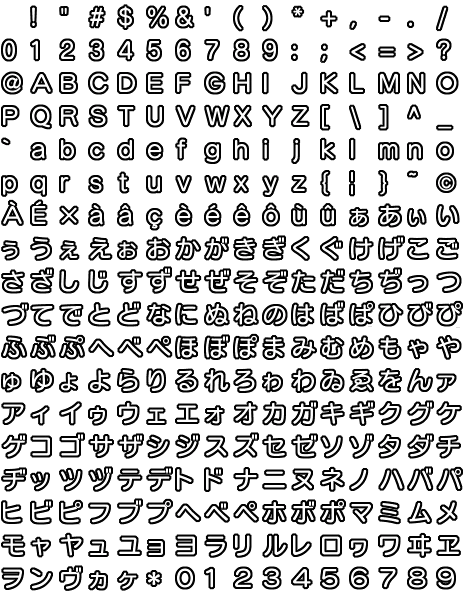 ! " # $ % & ' ( ) * + , - . /
0 1 2 3 4 5 6 7 8 9 : ; < = > ?
@ A B C D E F G H I J K L M N O
P Q R S T U V W X Y Z [ \ ] ^ _
` a b c d e f g h i j k l m n o
p q r s t u v w x y z { ¦ } ~ ©
À É × à â ç è é ê ô ù û ぁ あ ぃ い
ぅ う ぇ え ぉ お か が き ぎ く ぐ け げ こ ご
さ ざ し じ す ず せ ぜ そ ぞ た だ ち ぢ っ つ
づ て で と ど な に ぬ ね の は ば ぱ ひ び ぴ
ふ ぶ ぷ へ べ ぺ ほ ぼ ぽ ま み む め も ゃ や
ゅ ゆ ょ よ ら り る れ ろ ゎ わ ゐ ゑ を ん ァ
ア ィ イ ゥ ウ ェ エ ォ オ カ ガ キ ギ ク グ ケ
ゲ コ ゴ サ ザ シ ジ ス ズ セ ゼ ソ ゾ タ ダ チ
ヂ ッ ツ ヅ テ デ ト ド ナ ニ ヌ ネ ノ ハ バ パ
ヒ ビ ピ フ ブ プ ヘ ベ ペ ホ ボ ポ マ ミ ム メ
モ ャ ヤ ュ ユ ョ ヨ ラ リ ル レ ロ ヮ ワ ヰ ヱ
ヲ ン ヴ ヵ ヶ * 0 1 2 3 4 5 6 7 8 9